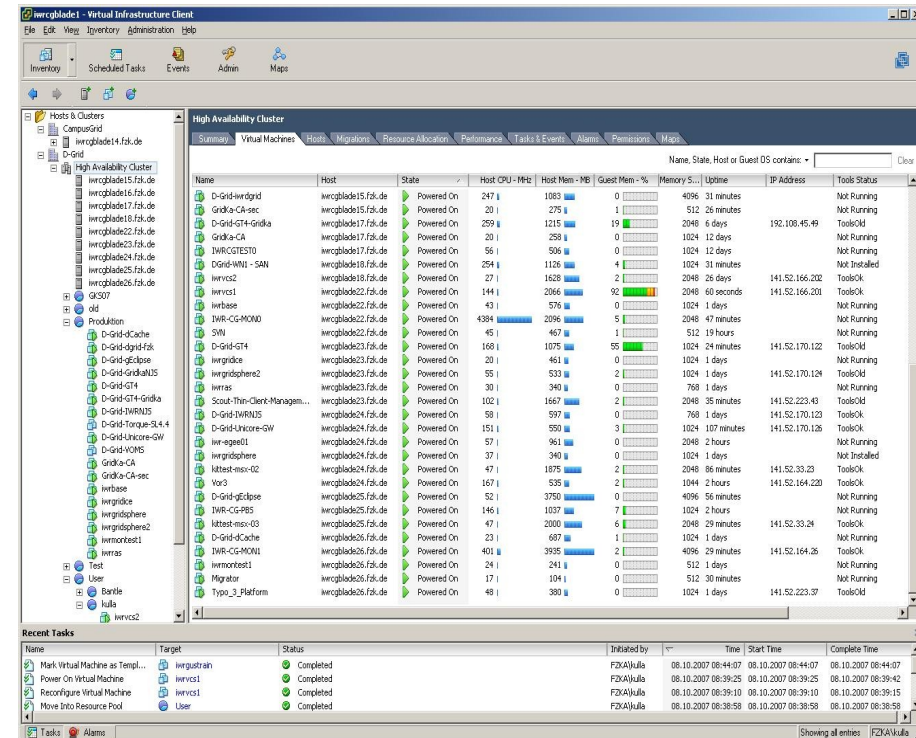 iwrcgblade1 - Virtual Infrastructure Client
File Edit View Inventory Administration Help
Inventory Scheduled Tasks Events Admin Maps
Hosts & Clusters
CampusGrid
iwrcgblade14.fzk.de
D-Grid
High Availability Cluster
iwrcgblade15.fzk.de
iwrcgblade16.fzk.de
iwrcgblade17.fzk.de
iwrcgblade18.fzk.de
iwrcgblade22.fzk.de
iwrcgblade23.fzk.de
iwrcgblade24.fzk.de
iwrcgblade25.fzk.de
iwrcgblade26.fzk.de
GKS07
old
Produktion
D-Grid-dCache
D-Grid-dgrid-fzk
D-Grid-gEclipse
D-Grid-GridkaNJS
D-Grid-GT4
D-Grid-GT4-Gridka
D-Grid-IWRNJS
D-Grid-Torque-SL4.4
D-Grid-Unicore-GW
D-Grid-VOMS
GridKa-CA
GridKa-CA-sec
iwrbase
iwrgridice
iwrgridsphere
iwrgridsphere2
iwrmontest1
iwrras
Test
User
Bantle
kulla
iwrvcs2
High Availability Cluster
Summary Virtual Machines Hosts Migrations Resource Allocation Performance Tasks & Events Alarms Permissions Maps
Name, State, Host or Guest OS contains: Clear
Name Host State Host CPU - MHz Host Mem - MB Guest Mem - % Memory S... Uptime IP Address Tools Status
D-Grid-iwrdgrid iwrcgblade15.fzk.de Powered On 247 1083 0 4096 31 minutes Not Running
GridKa-CA-sec iwrcgblade15.fzk.de Powered On 20 275 1 512 26 minutes Not Running
D-Grid-GT4-Gridka iwrcgblade17.fzk.de Powered On 259 1215 19 2048 6 days 192.108.45.49 ToolsOld
GridKa-CA iwrcgblade17.fzk.de Powered On 20 258 0 1024 12 days Not Running
IWRCGTEST0 iwrcgblade17.fzk.de Powered On 56 506 0 1024 12 days Not Running
DGrid-WN1 - SAN iwrcgblade18.fzk.de Powered On 254 1126 4 1024 31 minutes Not Installed
iwrvcs2 iwrcgblade18.fzk.de Powered On 27 1628 2 2048 26 days 141.52.166.202 ToolsOk
iwrvcs1 iwrcgblade22.fzk.de Powered On 144 2066 92 2048 60 seconds 141.52.166.201 ToolsOk
iwrbase iwrcgblade22.fzk.de Powered On 43 576 0 1024 1 days Not Running
IWR-CG-MON0 iwrcgblade22.fzk.de Powered On 4384 2096 5 2048 47 minutes Not Running
SVN iwrcgblade22.fzk.de Powered On 45 467 1 512 19 hours Not Running
D-Grid-GT4 iwrcgblade23.fzk.de Powered On 168 1075 55 1024 24 minutes 141.52.170.122 ToolsOld
iwrgridice iwrcgblade23.fzk.de Powered On 20 461 0 1024 1 days Not Running
iwrgridsphere2 iwrcgblade23.fzk.de Powered On 55 533 2 1024 1 days 141.52.170.124 ToolsOld
iwrras iwrcgblade23.fzk.de Powered On 30 340 0 768 1 days Not Running
Scout-Thin-Client-Managem... iwrcgblade23.fzk.de Powered On 102 1667 2 2048 35 minutes 141.52.223.43 ToolsOld
D-Grid-IWRNJS iwrcgblade24.fzk.de Powered On 58 597 0 768 1 days 141.52.170.123 ToolsOk
D-Grid-Unicore-GW iwrcgblade24.fzk.de Powered On 151 550 3 1024 107 minutes 141.52.170.126 ToolsOk
iwr-egee01 iwrcgblade24.fzk.de Powered On 57 961 0 2048 2 hours Not Running
iwrgridsphere iwrcgblade24.fzk.de Powered On 37 340 0 1024 1 days Not Installed
kittest-msx-02 iwrcgblade24.fzk.de Powered On 47 1875 2 2048 86 minutes 141.52.33.23 ToolsOk
Vor3 iwrcgblade24.fzk.de Powered On 167 535 2 1044 2 hours 141.52.164.220 ToolsOk
D-Grid-gEclipse iwrcgblade25.fzk.de Powered On 52 3750 0 4096 56 minutes Not Running
IWR-CG-PBS iwrcgblade25.fzk.de Powered On 146 1037 7 1024 2 hours Not Running
kittest-msx-03 iwrcgblade25.fzk.de Powered On 47 2000 6 2048 29 minutes 141.52.33.24 ToolsOk
D-Grid-dCache iwrcgblade26.fzk.de Powered On 23 687 1 1024 1 days Not Running
IWR-CG-MON1 iwrcgblade26.fzk.de Powered On 401 3935 2 4096 29 minutes 141.52.164.26 ToolsOk
iwrmontest1 iwrcgblade26.fzk.de Powered On 24 241 0 512 1 days Not Running
Migrator iwrcgblade26.fzk.de Powered On 17 104 0 512 30 minutes Not Running
Typo_3_Platform iwrcgblade26.fzk.de Powered On 48 380 0 1024 1 days 141.52.223.37 ToolsOld
Recent Tasks
Name Target Status Initiated by Time Start Time Complete Time
Mark Virtual Machine as Templ... iwrgustrain Completed FZKA\kulla 08.10.2007 08:44:07 08.10.2007 08:44:07 08.10.2007 08:44:07
Power On Virtual Machine iwrvcs1 Completed FZKA\kulla 08.10.2007 08:39:25 08.10.2007 08:39:25 08.10.2007 08:39:42
Reconfigure Virtual Machine iwrvcs1 Completed FZKA\kulla 08.10.2007 08:39:10 08.10.2007 08:39:10 08.10.2007 08:39:15
Move Into Resource Pool User Completed FZKA\kulla 08.10.2007 08:38:58 08.10.2007 08:38:58 08.10.2007 08:38:58
Tasks Alarms Showing all entries FZKA\kulla